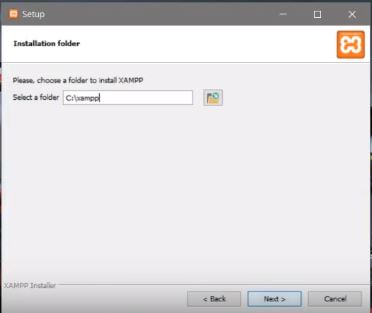 Setup
Installation folder
Please, choose a folder to install XAMPP
Select a folder C:\xampp
XAMPP Installer
< Back Next > Cancel